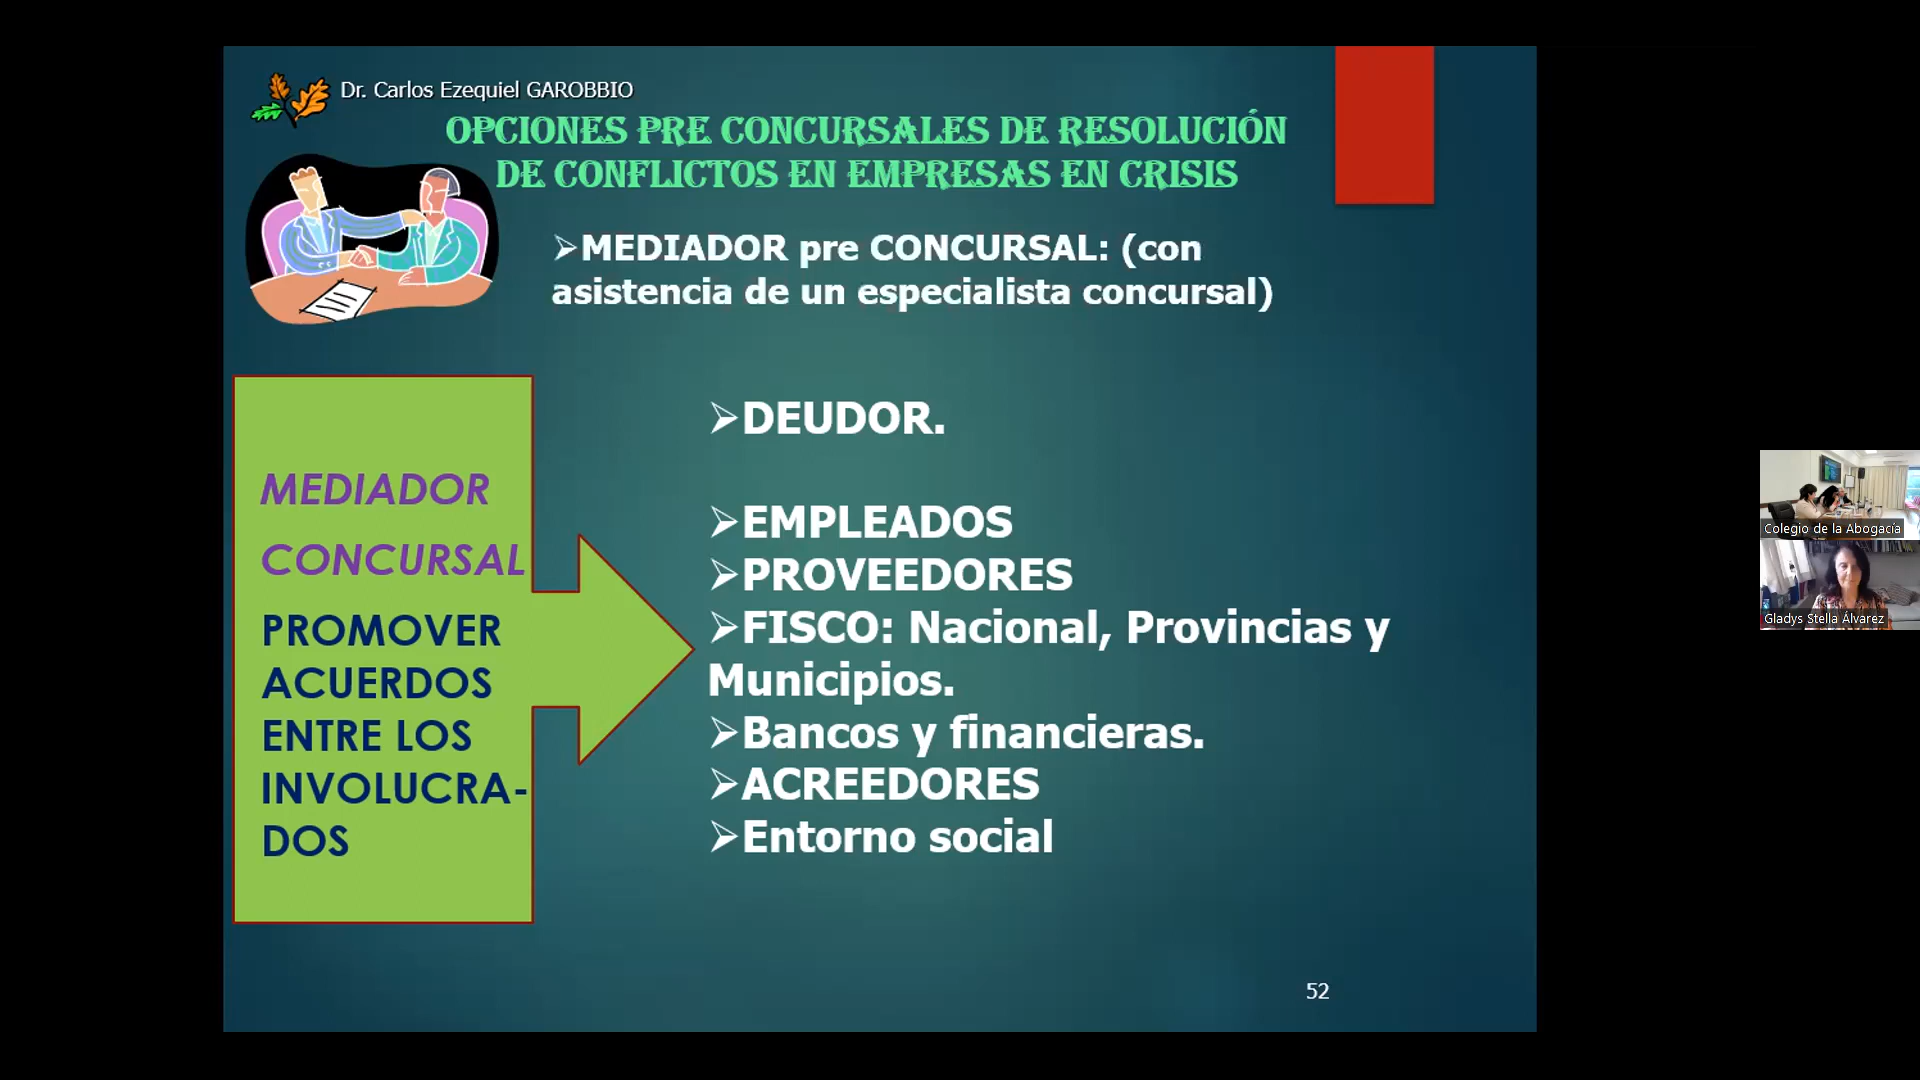 Dr. Carlos Ezequiel GAROBBIO
OPCIONES PRE CONCURSALES DE RESOLUCIÓN
DE CONFLICTOS EN EMPRESAS EN CRISIS
➢MEDIADOR pre CONCURSAL: (con
asistencia de un especialista concursal)
MEDIADOR
CONCURSAL
PROMOVER
ACUERDOS
ENTRE LOS
INVOLUCRA-
DOS
➢DEUDOR.
➢EMPLEADOS
➢PROVEEDORES
➢FISCO: Nacional, Provincias y
Municipios.
➢Bancos y financieras.
➢ACREEDORES
➢Entorno social
52
Colegio de la Abogacía
Gladys Stella Álvarez